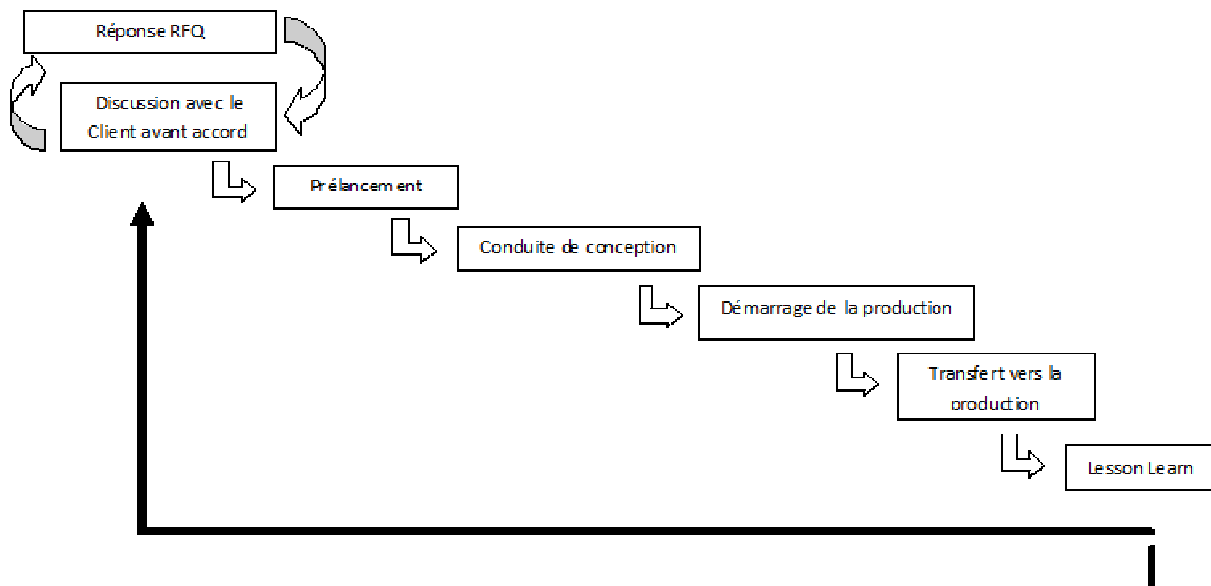 Réponse RFQ
Discussion avec le
Client avant accord
Prélancement
Conduite de conception
Démarrage de la production
Transfert vers la
production
Lesson Learn